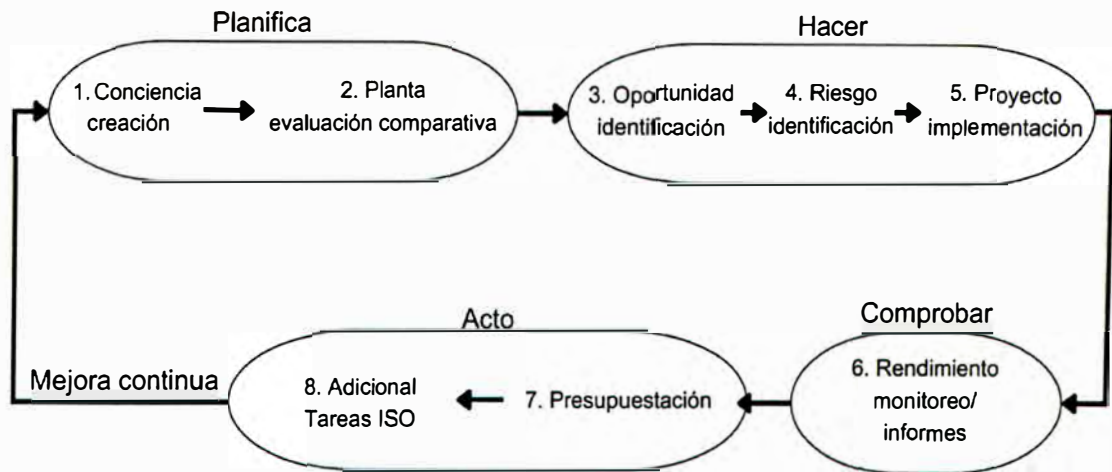 Planifica
Hacer
1. Conciencia
creación
2. Planta
evaluación comparativa
3. Oportunidad
identificación
4. Riesgo
identificación
5. Proyecto
implementación
Acto
Comprobar
Mejora continua
8. Adicional
Tareas ISO
7. Presupuestación
6. Rendimiento
monitoreo/
informes